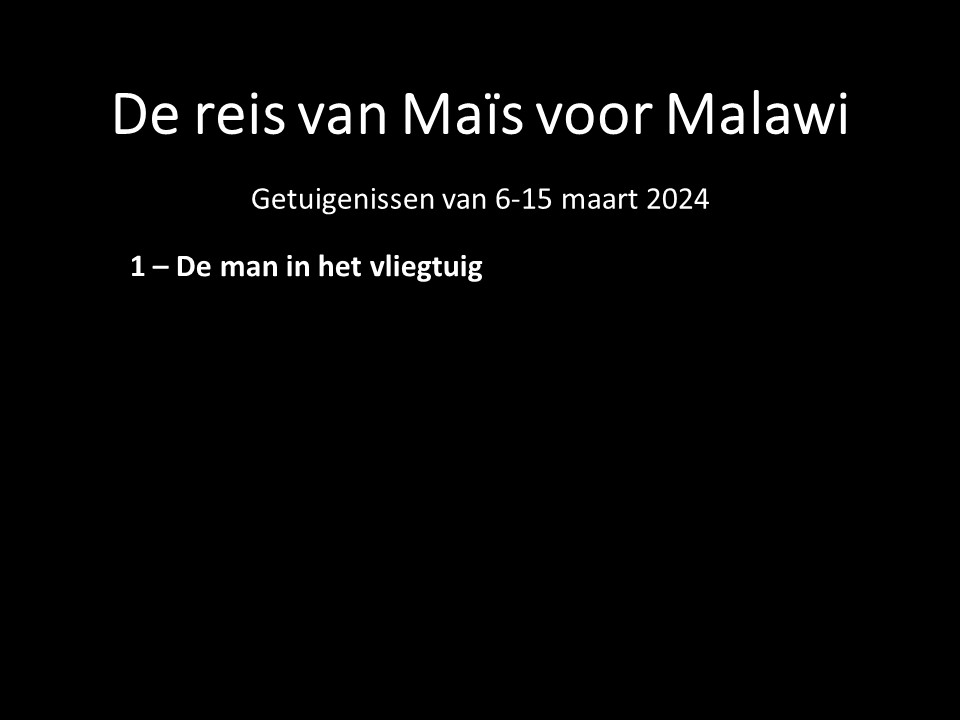 De reis van Maïs voor Malawi
Getuigenissen van 6-15 maart 2024
1 – De man in het vliegtuig